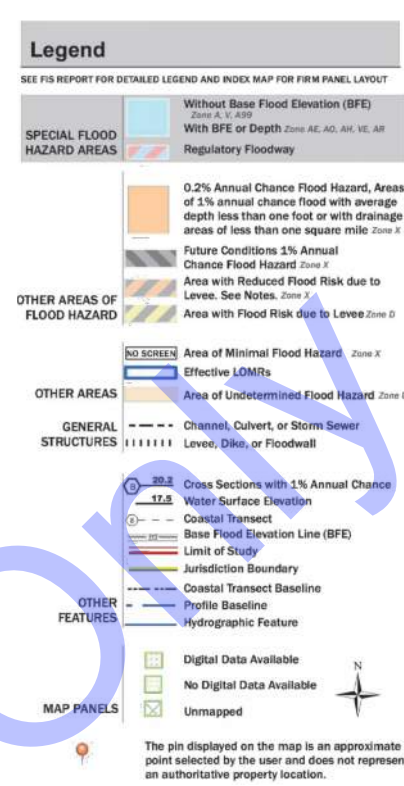 Legend
SEE FIS REPORT FOR DETAILED LEGEND AND INDEX MAP FOR FIRM PANEL LAYOUT
SPECIAL FLOOD
HAZARD AREAS
Without Base Flood Elevation (BFE)
Zone A, V, A99
With BFE or Depth Zone AE, AO, AH, VE, AR
Regulatory Floodway
OTHER AREAS OF
FLOOD HAZARD
0.2% Annual Chance Flood Hazard, Areas
of 1% annual chance flood with average
depth less than one foot or with drainage
areas of less than one square mile Zone X
Future Conditions 1% Annual
Chance Flood Hazard Zone X
Area with Reduced Flood Risk due to
Levee. See Notes. Zone X
Area with Flood Risk due to Levee Zone D
OTHER AREAS
NO SCREEN Area of Minimal Flood Hazard Zone X
Effective LOMRs
Area of Undetermined Flood Hazard Zone
GENERAL
STRUCTURES
Channel, Culvert, or Storm Sewer
Levee, Dike, or Floodwall
OTHER
FEATURES
B 20.2 Cross Sections with 1% Annual Chance
17.5 Water Surface Elevation
8 Coastal Transect
Base Flood Elevation Line (BFE)
Limit of Study
Jurisdiction Boundary
Coastal Transect Baseline
Profile Baseline
Hydrographic Feature
MAP PANELS
Digital Data Available
No Digital Data Available
Unmapped
N
The pin displayed on the map is an approximate
point selected by the user and does not represen
an authoritative property location.
only